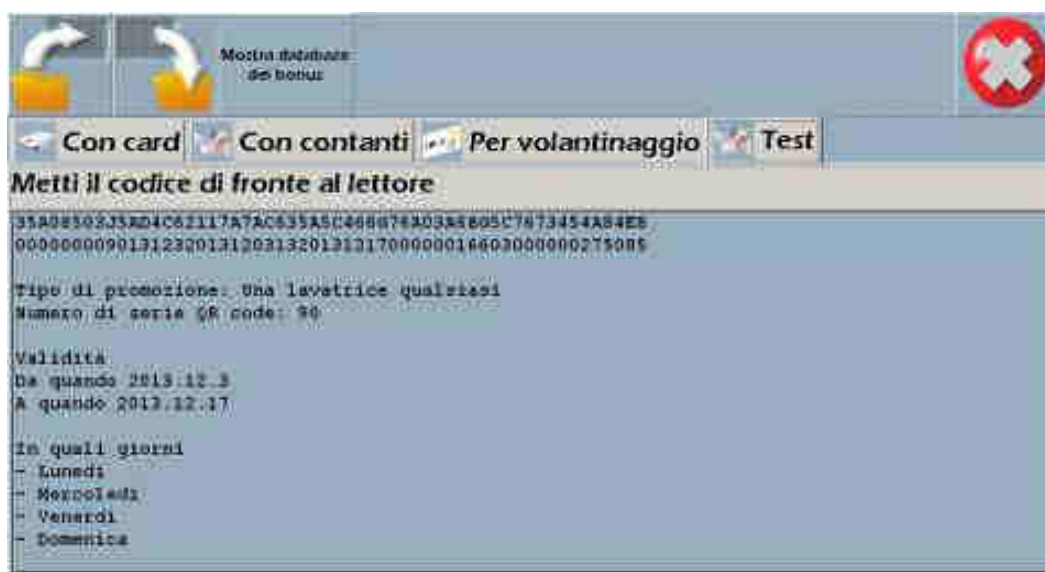 Mostra database
dei bonus
Con card Con contanti Per volantinaggio Test
Metti il codice di fronte al lettore
Tipo di promozione: Una lavatrice qualsiasi
Numero di serie QR code: 90
Validita
Da quando 2013.12.3
A quando 2013.12.17
In quali giorni
- Lunedi
- Mercoledi
- Venerdi
- Domenica